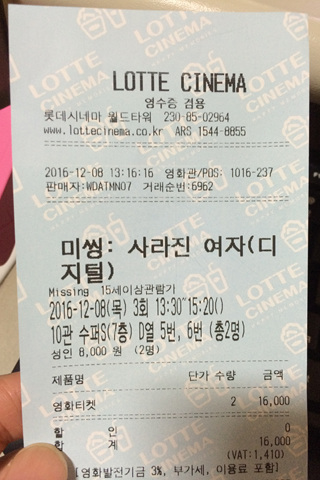 LOTTE CINEMA
영수증 겸용
롯데시네마 월드타워 230-85-02964
www.lottecinema.co.kr ARS 1544-8855
2016-12-08 13:16:16 영화관/POS: 1016-237
판매자:WDATMN07 거래순번:6962
미씽: 사라진 여자(디
지털)
Missing 15세이상관람가
2016-12-08(목) 3회 13:30~15:20()
10관 수퍼S(7층) D열 5번, 6번 (총2명)
성인 8,000 원 (2명)
제품명 단가 수량 금액
영화티켓 2 16,000
할 인 0
합 계 16,000
(VAT:1,410)
[영화발전기금 3%, 부가세, 이용료 포함]